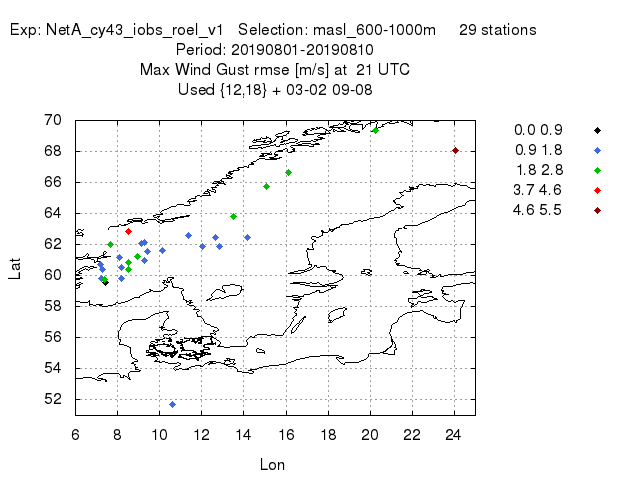 Exp: NetA_cy43_iobs_roel_v1   Selection: masl_600-1000m     29 stations
Period: 20190801-20190810
Max Wind Gust rmse [m/s] at  21 UTC
Used {12,18} + 03-02 09-08
70
68
66
64
62
60
58
56
54
52
Lat
6 8 10 12 14 16 18 20 22 24
Lon
0.0 0.9
0.9 1.8
1.8 2.8
3.7 4.6
4.6 5.5